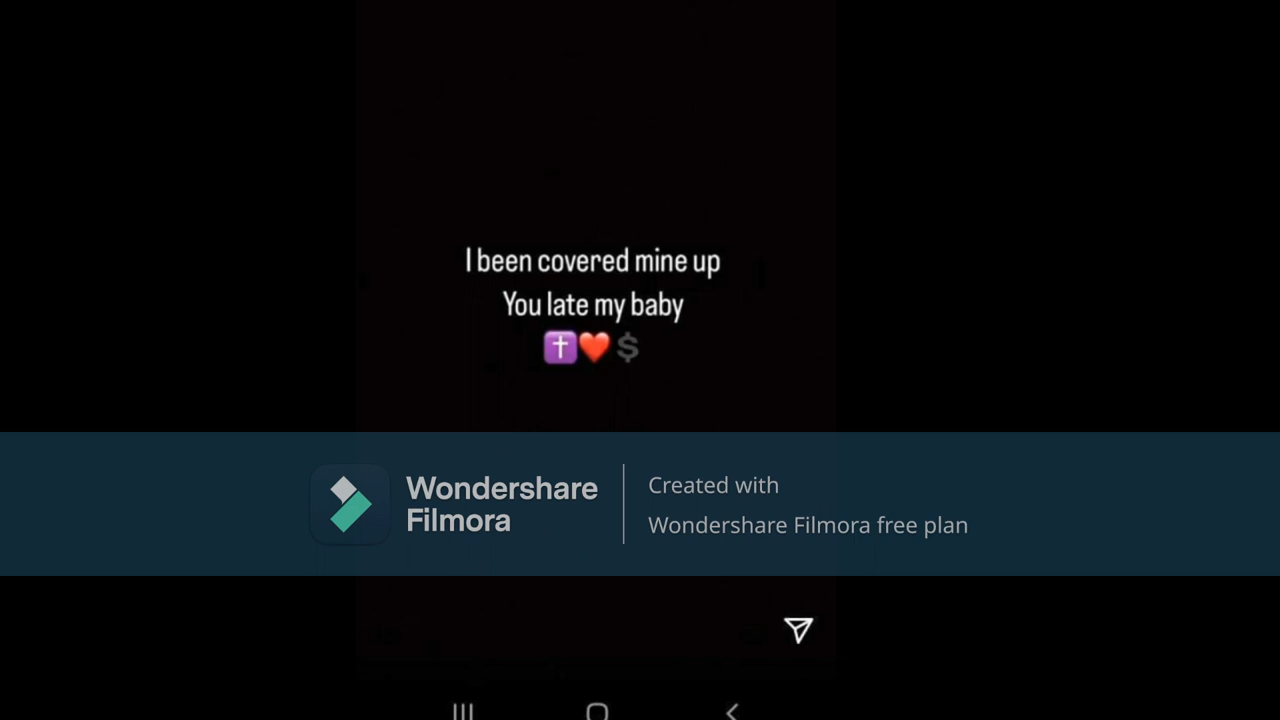 I been covered mine up
You late my baby
✝️❤️💲
Wondershare
Filmora
Created with
Wondershare Filmora free plan